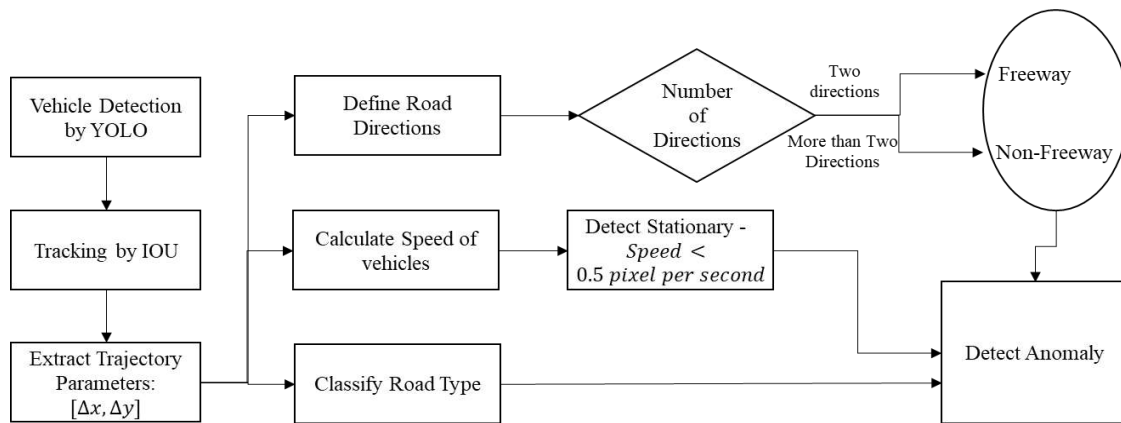 Vehicle Detection
by YOLO
Tracking by IOU
Extract Trajectory
Parameters:
[Δx, Δy]
Define Road
Directions
Number
of
Directions
Two
directions
More than Two
Directions
Freeway
Non-Freeway
Calculate Speed of
vehicles
Detect Stationary -
Speed <
0.5 pixel per second
Classify Road Type
Detect Anomaly